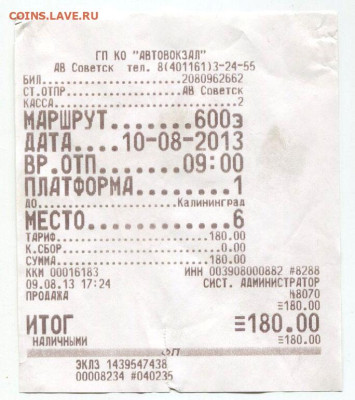 coins.lave.ru
ГП КО "АВТОВОКЗАЛ"
АВ Советск тел. 8(401161)3-24-55
БИЛ..................2080962662
СТ.ОТПР..............АВ Советск
КАССА.........................2
МАРШРУТ.......600э
ДАТА....10-08-2013
ВР.ОТП.......09:00
ПЛАТФОРМА........1
ДО..................Калининград
МЕСТО............6
ТАРИФ....................180.00
К.СБОР.....................0.00
СУММА....................180.00
ККМ 00016183 ИНН 003908000882 #8288
09.08.13 17:24 СИСТ. АДМИНИСТРАТОР
ПРОДАЖА №8070
≡180.00
ИТОГ ≡180.00
НАЛИЧНЫМИ ≡180.00
ФП
ЭКЛЗ 1439547438
00008234 #040235